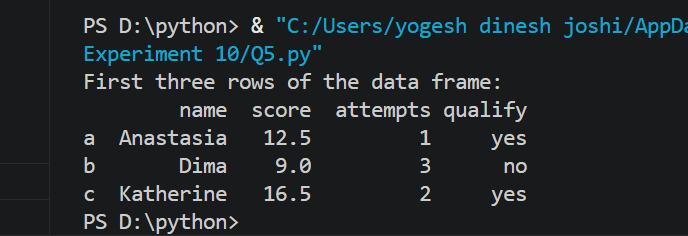 PS D:\python> & "C:/Users/yogesh dinesh joshi/AppDa
Experiment 10/Q5.py"
First three rows of the data frame:
        name  score  attempts qualify
a  Anastasia   12.5         1     yes
b       Dima    9.0         3      no
c  Katherine   16.5         2     yes
PS D:\python>